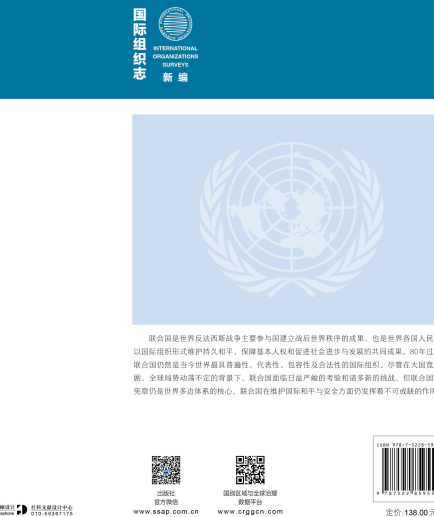 国际组织志
INTERNATIONAL
ORGANIZATIONS
SURVEYS
新编
联合国是世界反法西斯战争主要参与国建立战后世界秩序的成果，也是世界各国人民
以国际组织形式维护持久和平、保障基本人权和促进社会进步与发展的共同成果。80年过
联合国仍然是当今世界最具普遍性、代表性、包容性及合法性的国际组织。尽管在大国竞
剧、全球局势动荡不定的背景下，联合国面临日益严峻的考验和诸多新的挑战，但联合国
宪章仍是世界多边体系的核心，联合国在维护国际和平与安全方面仍发挥着不可或缺的作用
出版社
官方微信
www.ssap.com.cn
国别区域与全球治理
数据平台
www.crggcn.com
社科文献设计中心
010-59367175
ISBN 978-7-5228-59
9 787522 85955
定价:138.00元